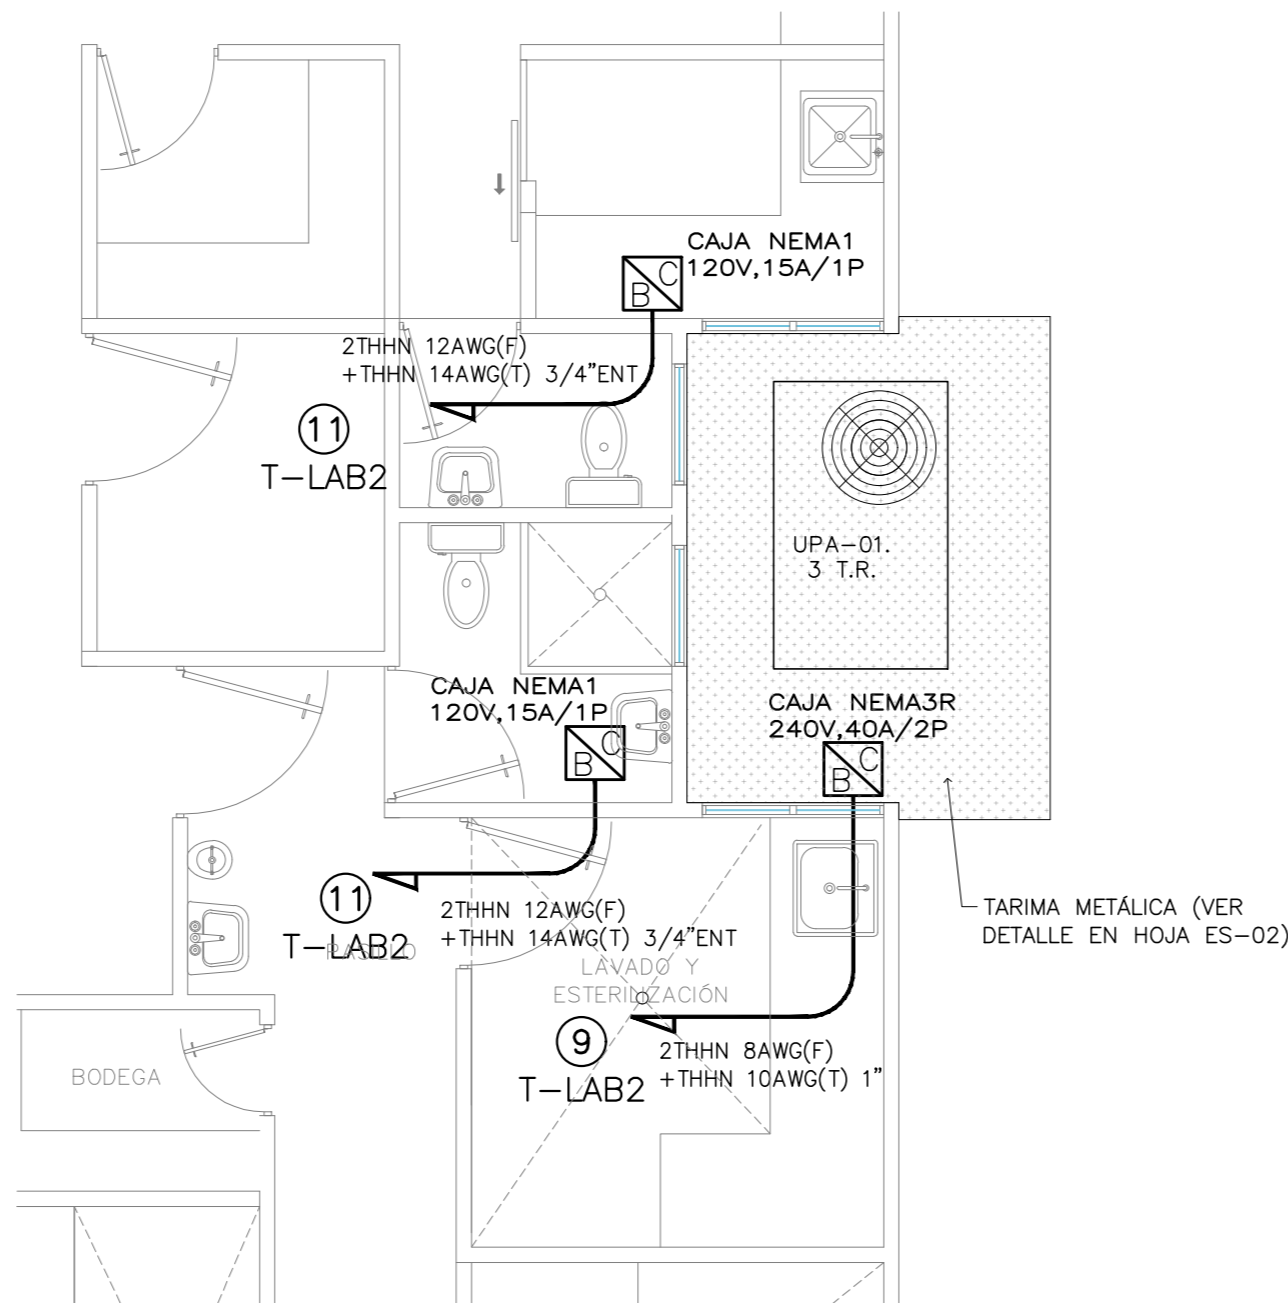 CAJA NEMA1
120V,15A/1P
C
B
2THHN 12AWG(F)
+THHN 14AWG(T) 3/4"ENT
11
T-LAB2
UPA-01.
3 T.R.
CAJA NEMA1
120V,15A/1P
C
B
CAJA NEMA3R
240V,40A/2P
C
B
11
T-LAB2
PASILLO
2THHN 12AWG(F)
+THHN 14AWG(T) 3/4"ENT
TARIMA METÁLICA (VER
DETALLE EN HOJA ES-02)
LAVADO Y
ESTERILIZACIÓN
9
T-LAB2
2THHN 8AWG(F)
+THHN 10AWG(T) 1"
BODEGA